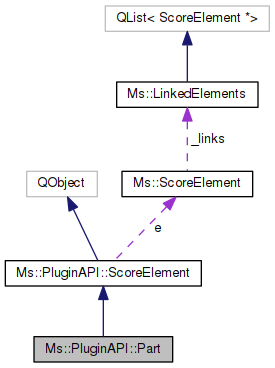 QList< ScoreElement *>
Ms::LinkedElements
_links
QObject
Ms::ScoreElement
e
Ms::PluginAPI::ScoreElement
Ms::PluginAPI::Part